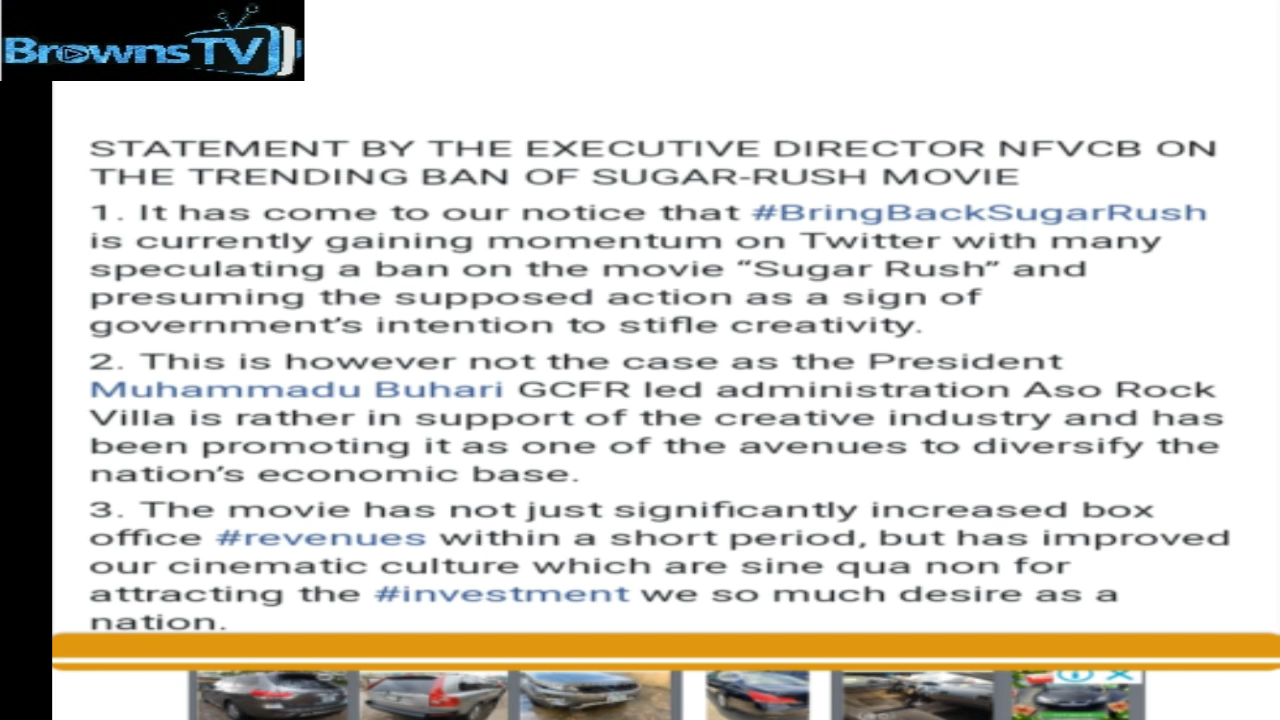 BrownsTV
STATEMENT BY THE EXECUTIVE DIRECTOR NFVCB ON
THE TRENDING BAN OF SUGAR-RUSH MOVIE
1. It has come to our notice that #BringBackSugarRush
is currently gaining momentum on Twitter with many
speculating a ban on the movie “Sugar Rush” and
presuming the supposed action as a sign of
government’s intention to stifle creativity.
2. This is however not the case as the President
Muhammadu Buhari GCFR led administration Aso Rock
Villa is rather in support of the creative industry and has
been promoting it as one of the avenues to diversify the
nation’s economic base.
3. The movie has not just significantly increased box
office #revenues within a short period, but has improved
our cinematic culture which are sine qua non for
attracting the #investment we so much desire as a
nation.